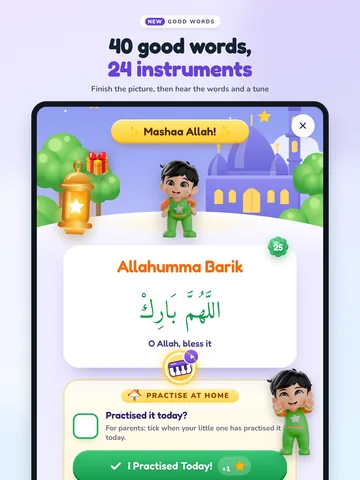 NEW GOOD WORDS
40 good words,
24 instruments
Finish the picture, then hear the words and a tune
Mashaa Allah!
25
Allahumma Barik
اللَّهُمَّ بَارِكْ
O Allah, bless it
PRACTISE AT HOME
Practised it today?
For parents: tick when your little one has practised it
today.
I Practised Today! +1